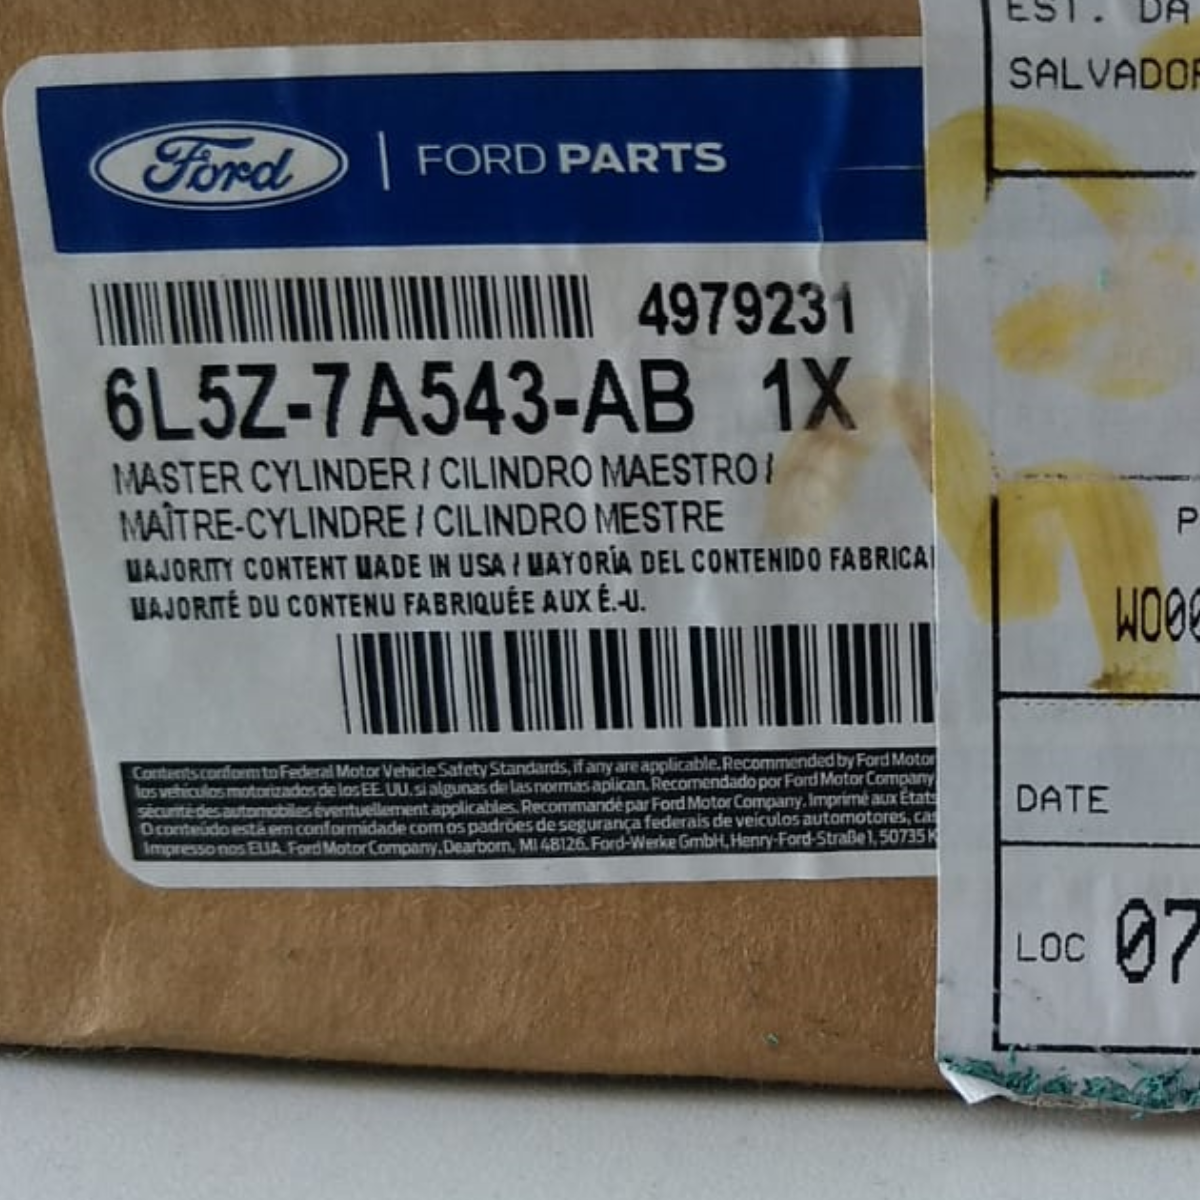 Ford | FORD PARTS
4979231
6L5Z-7A543-AB 1X
MASTER CYLINDER / CILINDRO MAESTRO /
MAÎTRE-CYLINDRE / CILINDRO MESTRE
MAJORITY CONTENT MADE IN USA / MAYORÍA DEL CONTENIDO FABRICA
MAJORITÉ DU CONTENU FABRIQUÉE AUX É.-U.
Contents conform to Federal Motor Vehicle Safety Standards, if any are applicable. Recommended by Ford Motor
los vehículos motorizados de los EE. UU. si algunas de las normas aplican. Recomendado por Ford Motor Company
sécurité des automobiles éventuellement applicables. Recommandé par Ford Motor Company. Imprimé aux États
O conteúdo está em conformidade com os padrões de segurança federais de veículos automotores, cas
Impresso nos EUA. Ford Motor Company, Dearborn, MI 48126. Ford-Werke GmbH, Henry-Ford-Straße 1, 50735 K
EST. DA
SALVADOR
P
WO00
DATE
LOC 07